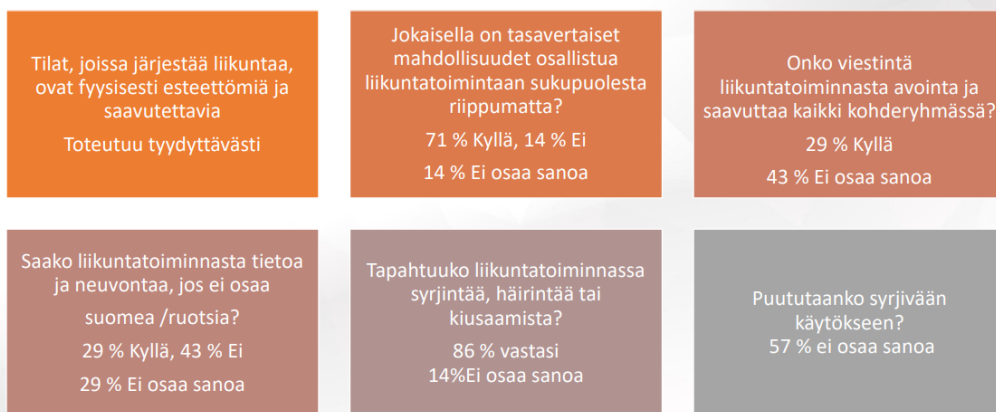 Tilat, joissa järjestää liikuntaa,
ovat fyysisesti esteettömiä ja
saavutettavia
Toteutuu tyydyttävästi
Jokaisella on tasavertaiset
mahdollisuudet osallistua
liikuntatoimintaan sukupuolesta
riippumatta?
71 % Kyllä, 14 % Ei
14 % Ei osaa sanoa
Onko viestintä
liikuntatoiminnasta avointa ja
saavuttaa kaikki kohderyhmässä?
29 % Kyllä
43 % Ei osaa sanoa
Saako liikuntatoiminnasta tietoa
ja neuvontaa, jos ei osaa
suomea /ruotsia?
29 % Kyllä, 43 % Ei
29 % Ei osaa sanoa
Tapahtuuko liikuntatoiminnassa
syrjintää, häirintää tai
kiusaamista?
86 % vastasi
14%Ei osaa sanoa
Puututaanko syrjivään
käytökseen?
57 % ei osaa sanoa